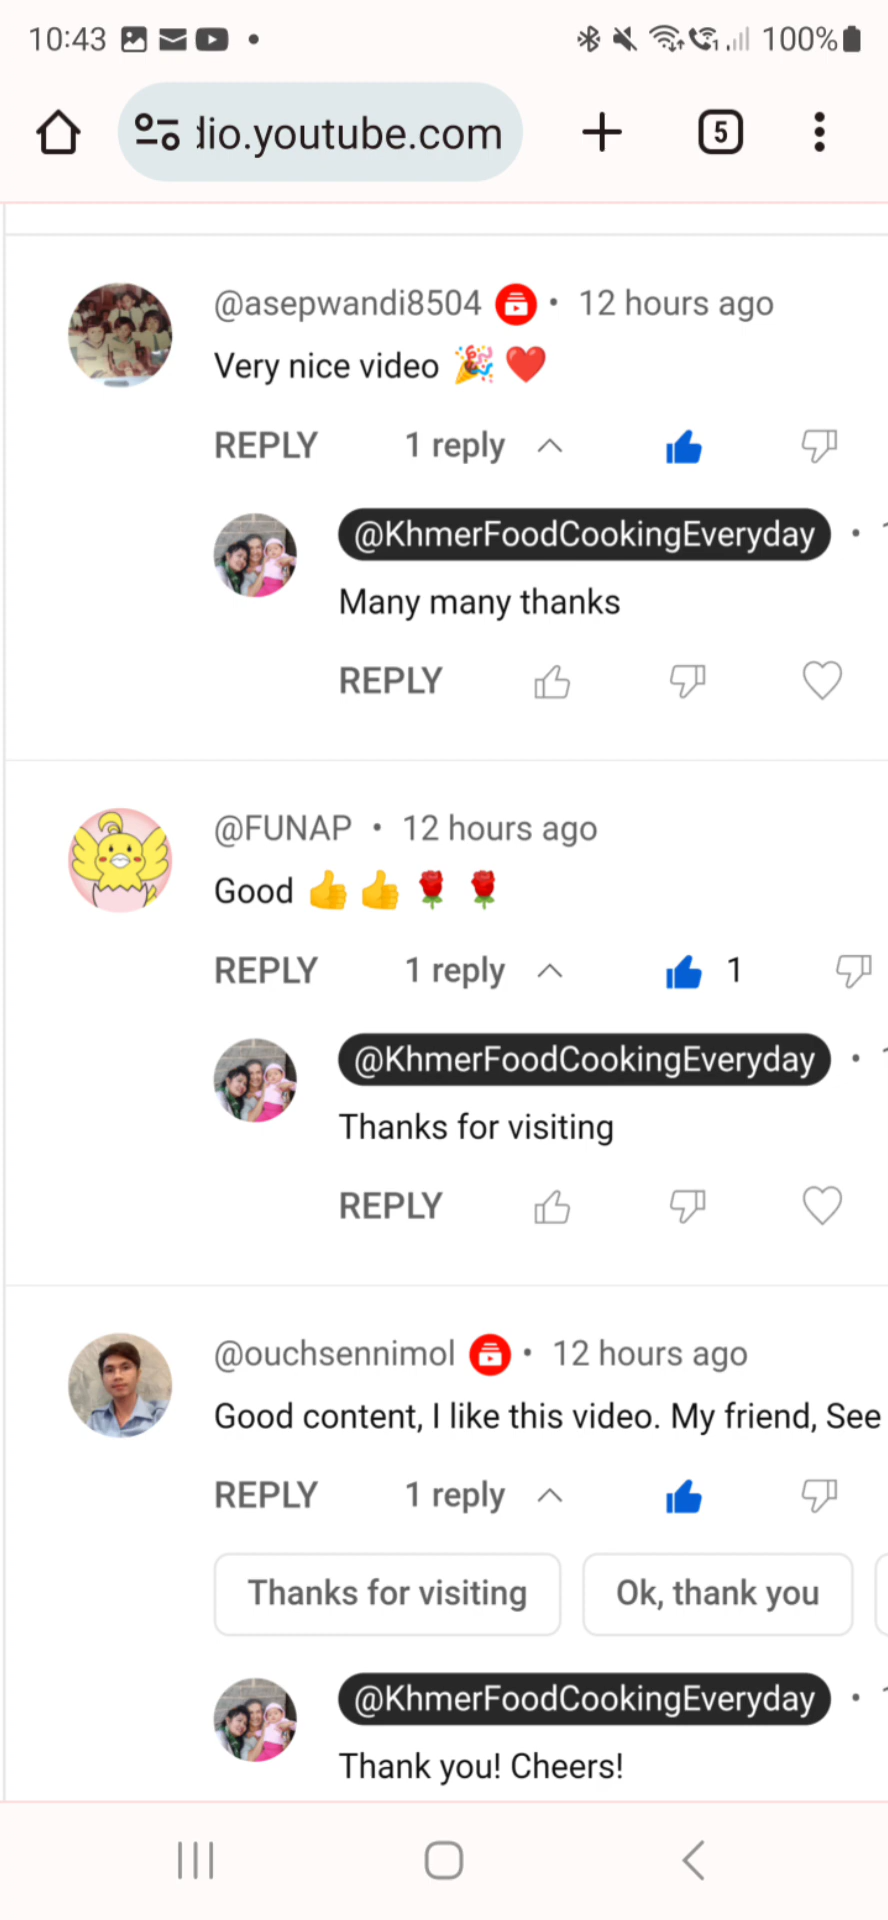 10:43
100%
dio.youtube.com
5
@asepwandi8504 • 12 hours ago
Very nice video 🎉 ❤️
REPLY 1 reply
@KhmerFoodCookingEveryday •
Many many thanks
REPLY
@FUNAP • 12 hours ago
Good 👍 👍 🌹 🌹
REPLY 1 reply 1
@KhmerFoodCookingEveryday •
Thanks for visiting
REPLY
@ouchsennimol • 12 hours ago
Good content, I like this video. My friend, See
REPLY 1 reply
Thanks for visiting Ok, thank you
@KhmerFoodCookingEveryday •
Thank you! Cheers!